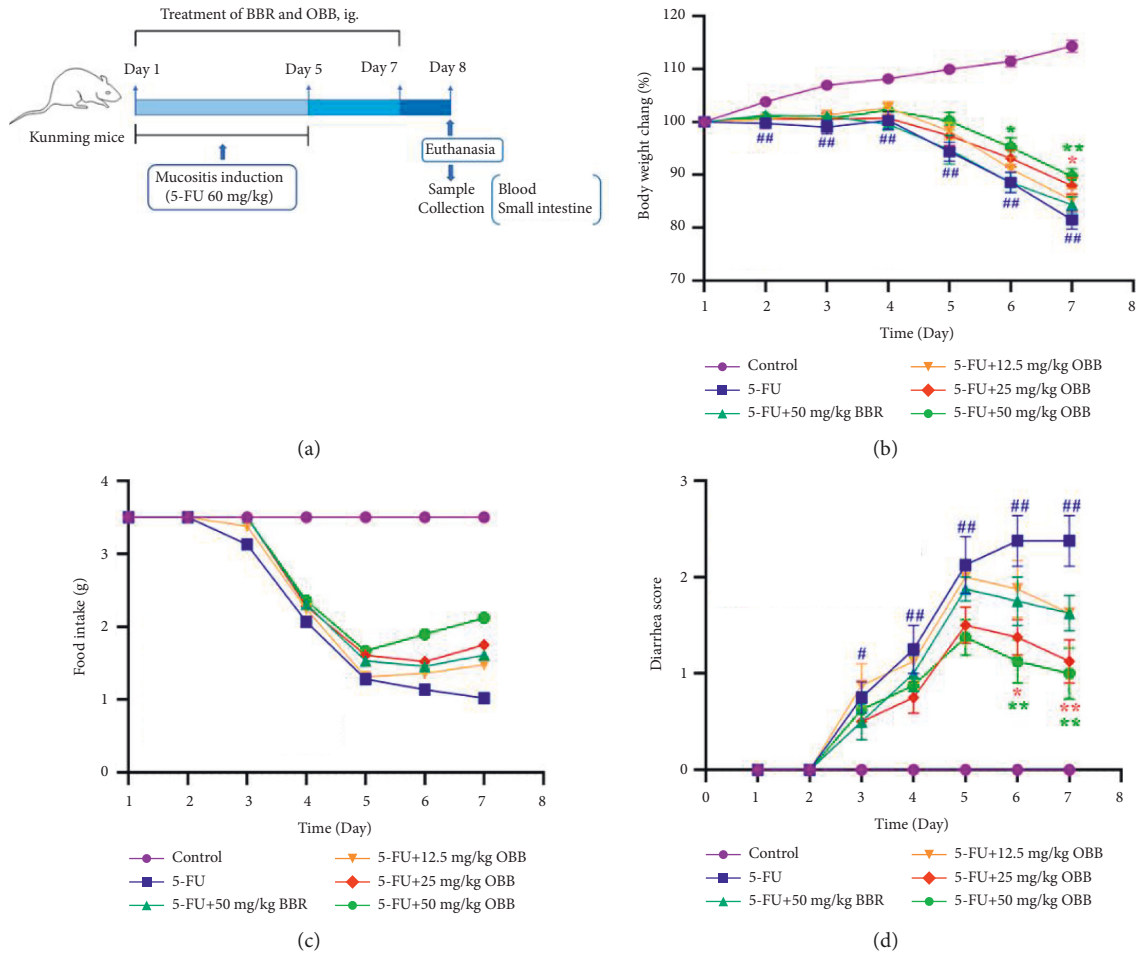 Treatment of BBR and OBB, ig.
Day 1
Day 5
Day 7
Day 8
Kunming mice
Mucositis induction
(5-FU 60 mg/kg)
Euthanasia
Sample
Collection
Blood
Small intestine
(a)
120
110
100
90
80
70
Body weight chang (%)
##
##
##
##
*
##
**
*
##
1
2
3
4
5
6
7
8
Time (Day)
Control
5-FU
5-FU+50 mg/kg BBR
5-FU+12.5 mg/kg OBB
5-FU+25 mg/kg OBB
5-FU+50 mg/kg OBB
(b)
4
3
2
1
0
Food intake (g)
1
2
3
4
5
6
7
8
Time (Day)
Control
5-FU
5-FU+50 mg/kg BBR
5-FU+12.5 mg/kg OBB
5-FU+25 mg/kg OBB
5-FU+50 mg/kg OBB
(c)
3
2
1
0
Diarrhea score
#
##
##
##
##
*
**
**
**
0
1
2
3
4
5
6
7
8
Time (Day)
Control
5-FU
5-FU+50 mg/kg BBR
5-FU+12.5 mg/kg OBB
5-FU+25 mg/kg OBB
5-FU+50 mg/kg OBB
(d)